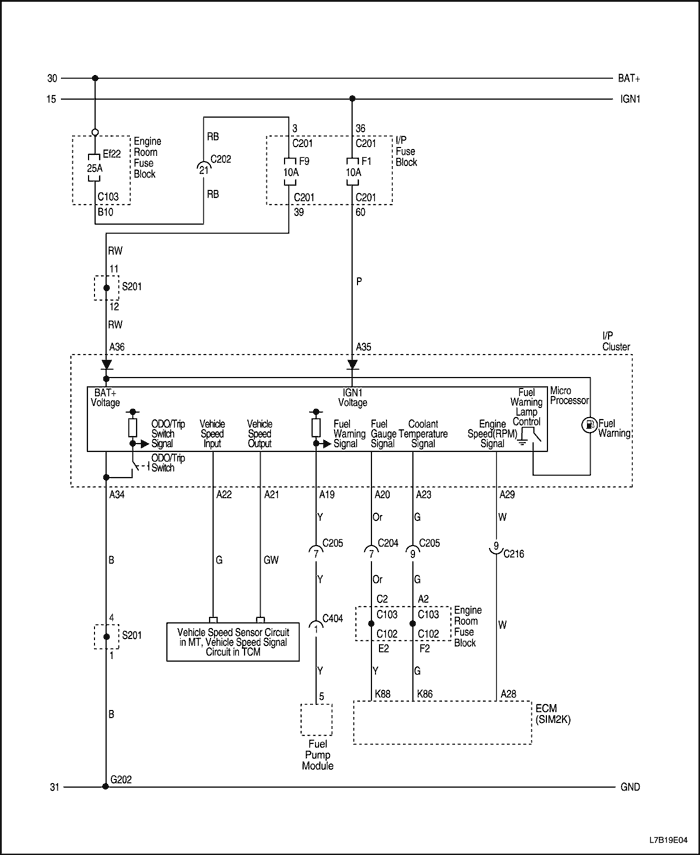 30 BAT+
15 IGN1
3 36
RB
C201 C201
Engine
Room
Fuse
Block
I/P
Fuse
Block
Ef22
25A
C202
21
F9
10A
F1
10A
C103
RB
C201 C201
B10
39 60
RW
11
S201
P
12
RW
I/P
Cluster
A36 A35
BAT+
Voltage
IGN1
Voltage
Micro
Processor
Fuel
Warning
Lamp
Control
ODO/Trip
Switch
Signal
Vehicle
Speed
Input
Vehicle
Speed
Output
Fuel
Warning
Signal
Fuel
Gauge
Signal
Coolant
Temperature
Signal
Engine
Speed(RPM)
Signal
Fuel
Warning
ODO/Trip
Switch
A34 A22 A21 A19 A20 A23 A29
Y Or G W
C205 C204 C205
7 7 9
9
C216
B G GW
Y Or G
C2 A2
C103 C103
C102 C102
E2 F2
Engine
Room
Fuse
Block
4
S201
1
C404
1
W
Vehicle Speed Sensor Circuit
in MT, Vehicle Speed Signal
Circuit in TCM
Y Y G
5 K88 K86 A28
B
ECM
(SIM2K)
Fuel
Pump
Module
G202
31 GND
L7B19E04